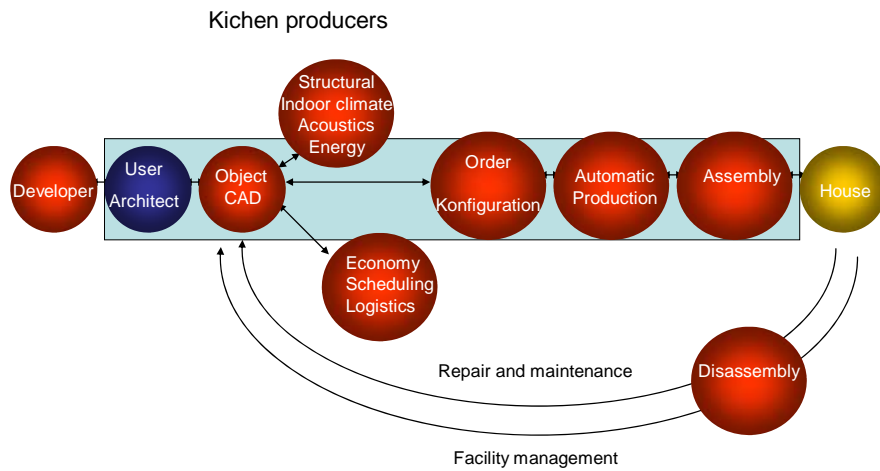 Kichen producers
Structural
Indoor climate
Acoustics
Energy
Developer
User
Architect
Object
CAD
Order
Konfiguration
Automatic
Production
Assembly
House
Economy
Scheduling
Logistics
Disassembly
Repair and maintenance
Facility management